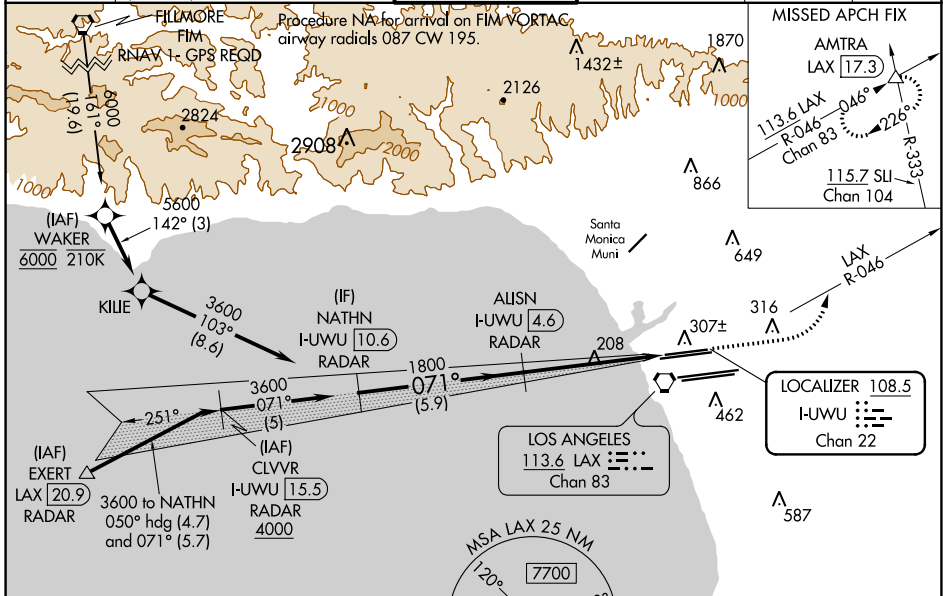 FILLMORE
FIM
RNAV 1- GPS REQD
Procedure NA for arrival on FIM VORTAC
airway radials 087 CW 195.
6000
161°
(19.6)
1432±
1870
2126
2824
2908
1000
2000
1000
1000
866
649
MISSED APCH FIX
AMTRA
LAX 17.3
113.6 LAX
R-046
Chan 83
046°
226°
R-333
115.7 SLI
Chan 104
(IAF)
WAKER
6000 210K
5600
142° (3)
KILIE
3600
103°
(8.6)
Santa
Monica
Muni
LAX
R-046
(IF)
NATHN
I-UWU 10.6
RADAR
ALISN
I-UWU 4.6
RADAR
208
307±
316
1800
071°
(5.9)
3600
071°
(5)
251°
(IAF)
EXERT
LAX 20.9
RADAR
3600 to NATHN
050° hdg (4.7)
and 071° (5.7)
(IAF)
CLVVR
I-UWU 15.5
RADAR
4000
LOS ANGELES
113.6 LAX
Chan 83
462
LOCALIZER 108.5
I-UWU
Chan 22
587
MSA LAX 25 NM
120°
7700